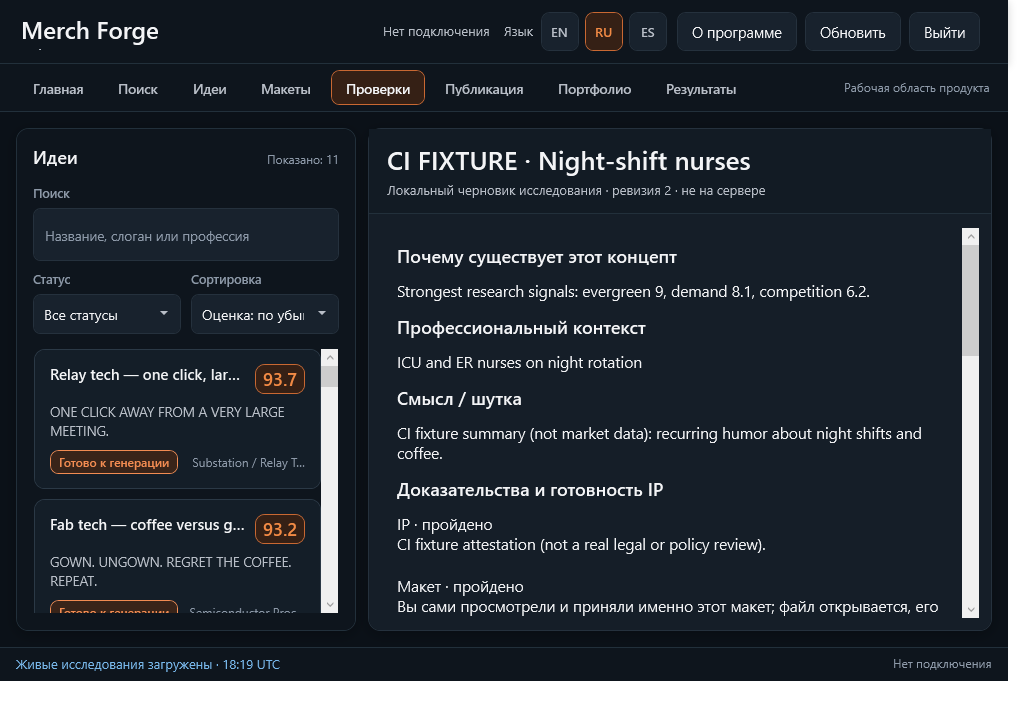 Merch Forge
Нет подключения
Язык
EN
RU
ES
О программе
Обновить
Выйти
Главная
Поиск
Идеи
Макеты
Проверки
Публикация
Портфолио
Результаты
Рабочая область продукта
Идеи
Показано: 11
Поиск
Название, слоган или профессия
Статус
Сортировка
Все статусы
Оценка: по убы
Relay tech — one click, lar...
93.7
ONE CLICK AWAY FROM A VERY LARGE
MEETING.
Готово к генерации
Substation / Relay T...
Fab tech — coffee versus g...
93.2
GOWN. UNGOWN. REGRET THE COFFEE.
REPEAT.
Готово к генерации
Semiconductor Proc...
CI FIXTURE · Night-shift nurses
Локальный черновик исследования · ревизия 2 · не на сервере
Почему существует этот концепт
Strongest research signals: evergreen 9, demand 8.1, competition 6.2.
Профессиональный контекст
ICU and ER nurses on night rotation
Смысл / шутка
CI fixture summary (not market data): recurring humor about night shifts and
coffee.
Доказательства и готовность IP
IP · пройдено
CI fixture attestation (not a real legal or policy review).
Макет · пройдено
Вы сами просмотрели и приняли именно этот макет; файл открывается, его
Живые исследования загружены · 18:19 UTC
Нет подключения